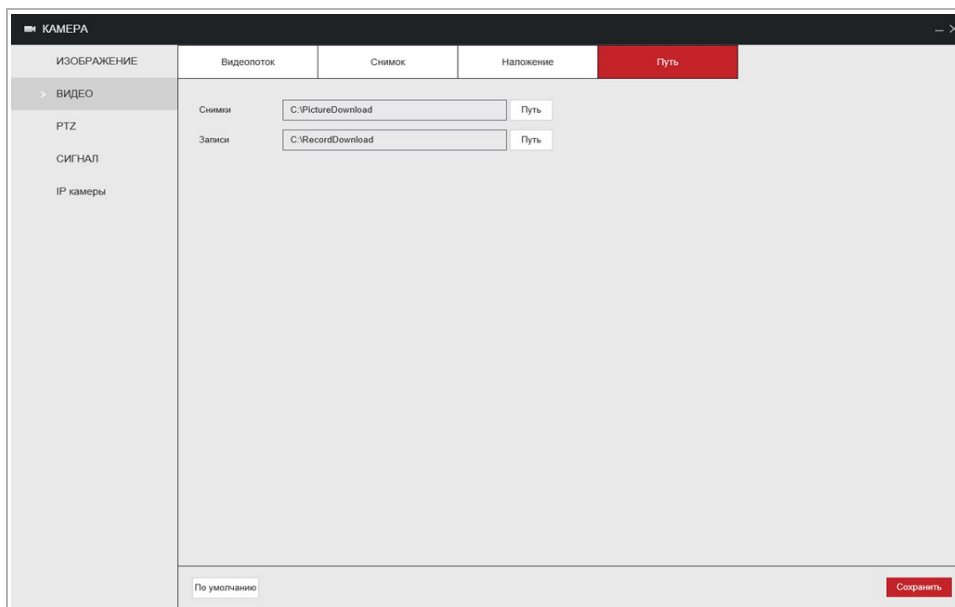 КАМЕРА
ИЗОБРАЖЕНИЕ
ВИДЕО
PTZ
СИГНАЛ
IP камеры
Видеопоток Снимок Наложение Путь
Снимки C:\PictureDownload Путь
Записи C:\RecordDownload Путь
По умолчанию Сохранить